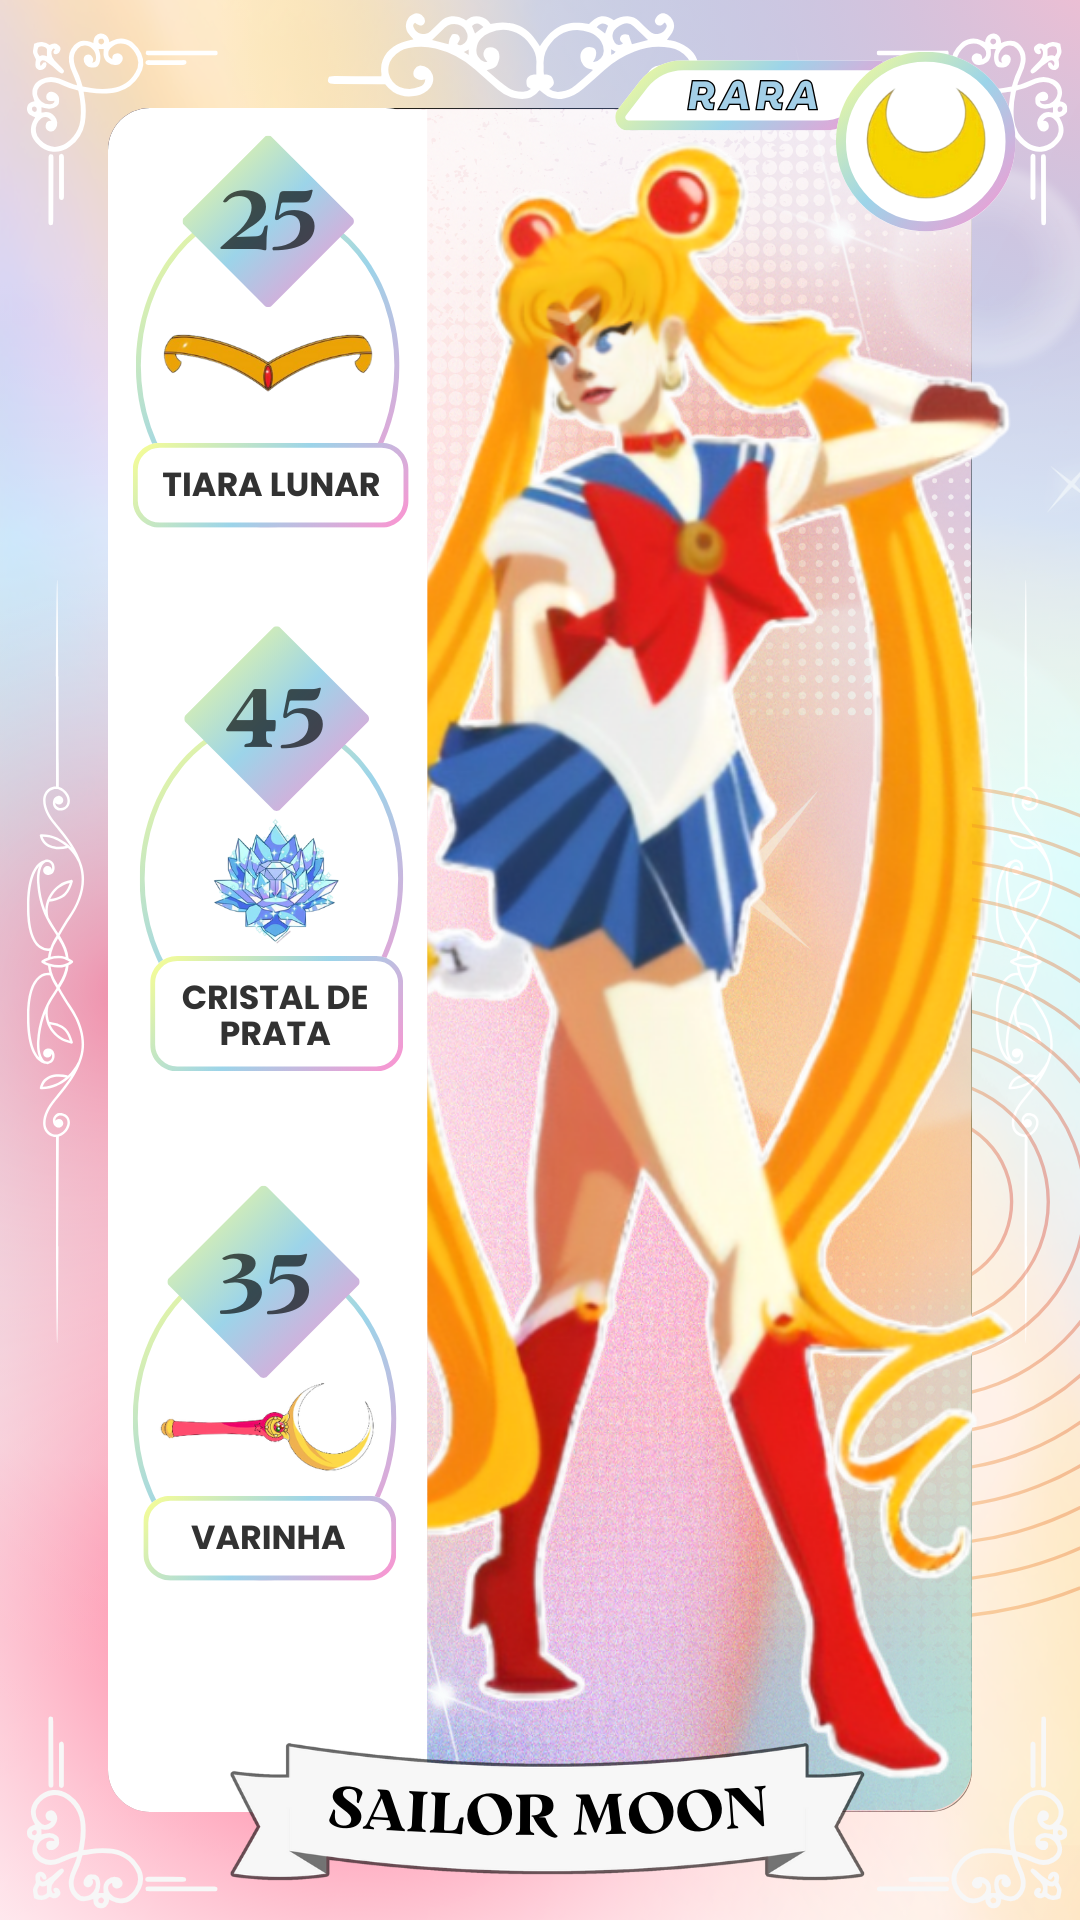 RARA
25
TIARA LUNAR
45
CRISTAL DE
PRATA
35
VARINHA
SAILOR MOON